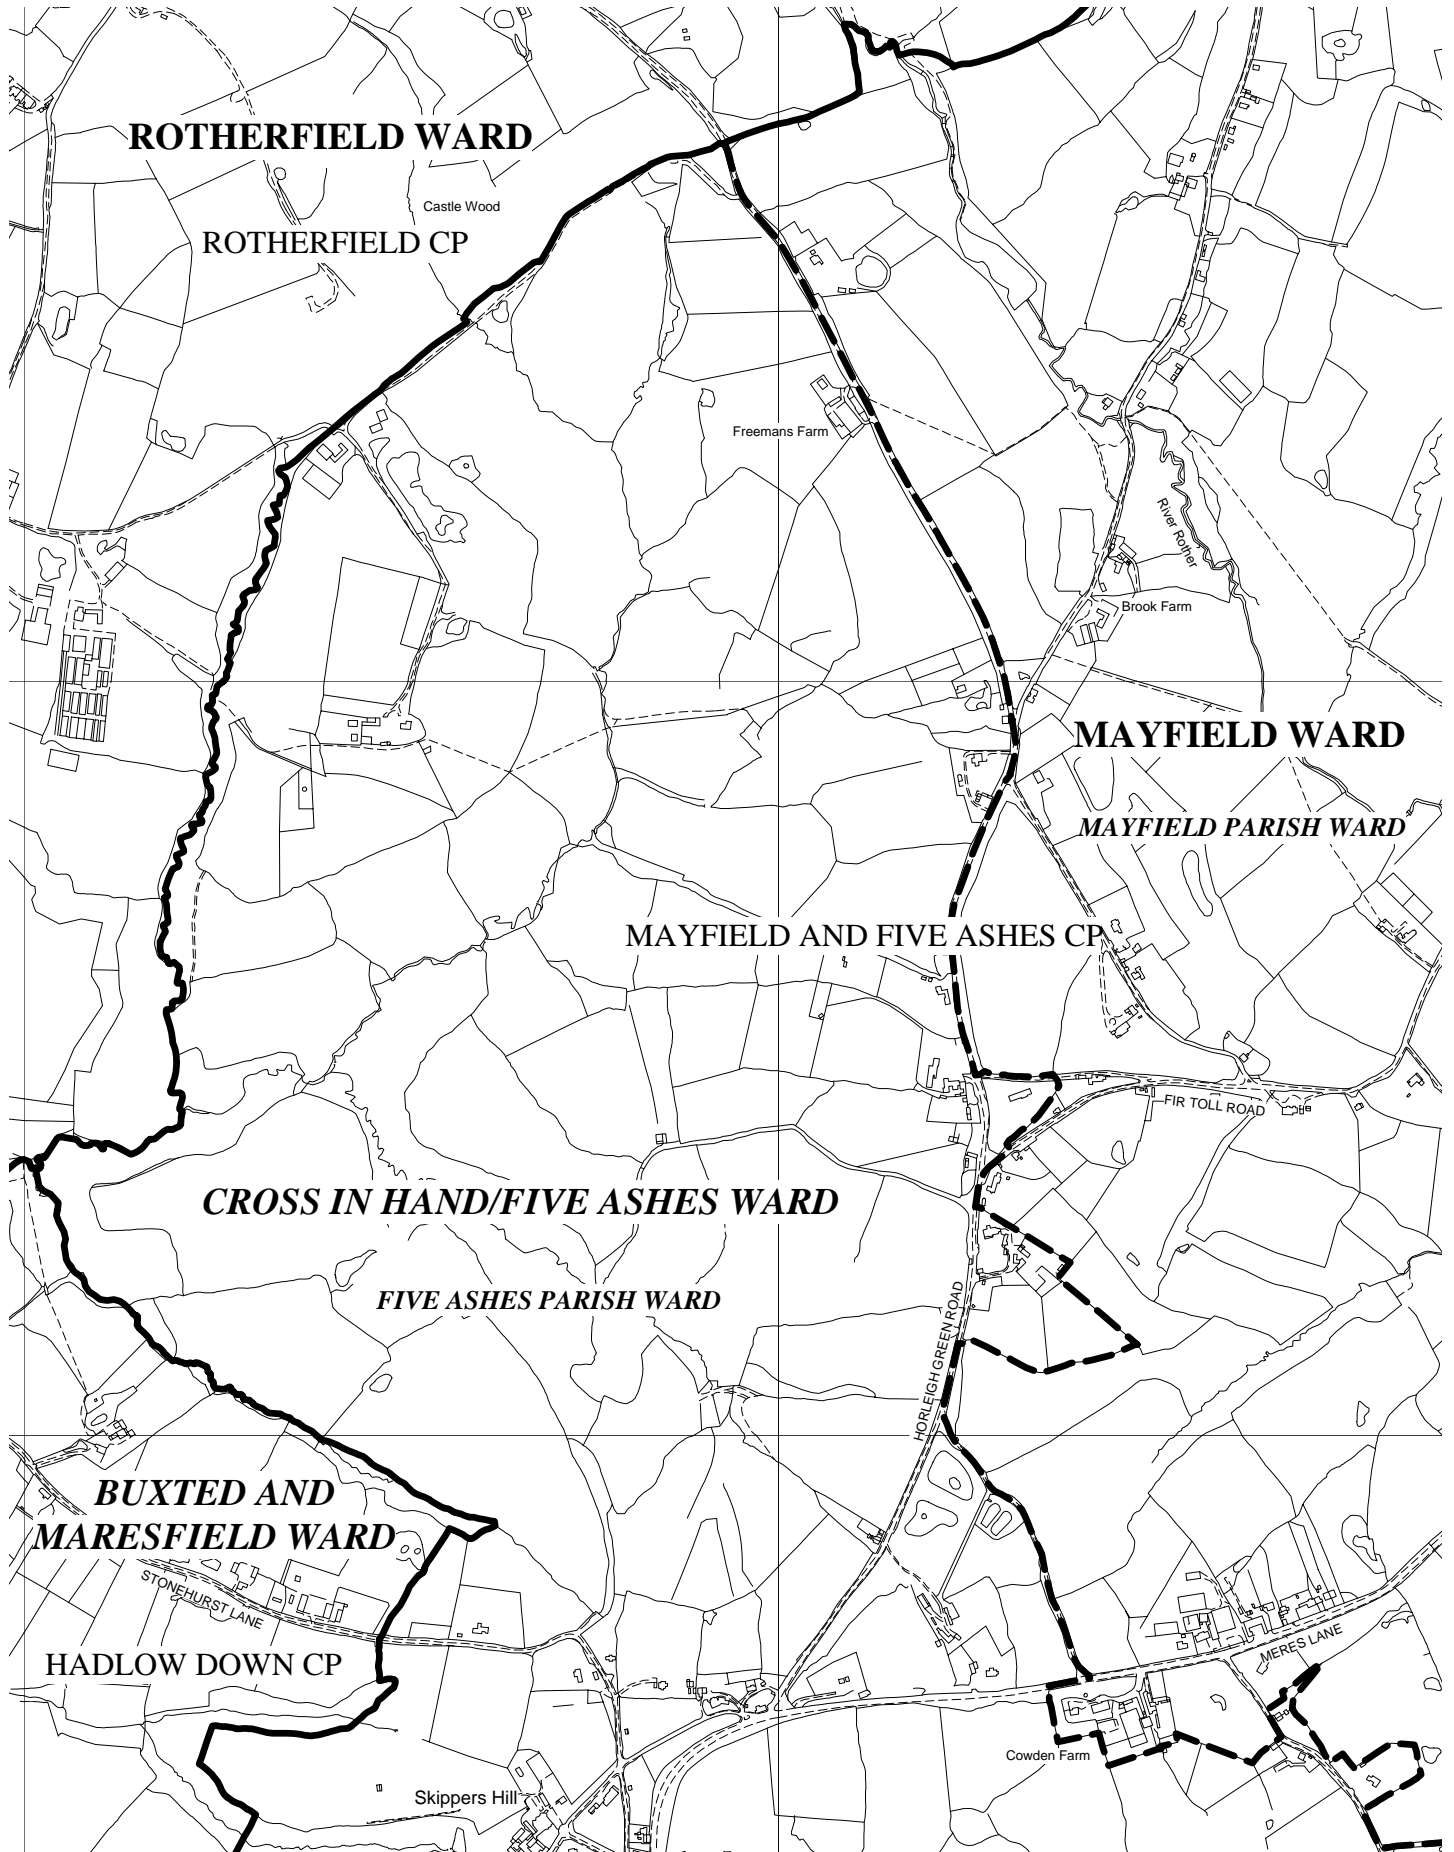 ROTHERFIELD WARD
Castle Wood
ROTHERFIELD CP
Freemans Farm
River Rother
Brook Farm
MAYFIELD WARD
MAYFIELD PARISH WARD
MAYFIELD AND FIVE ASHES CP
FIR TOLL ROAD
CROSS IN HAND/FIVE ASHES WARD
FIVE ASHES PARISH WARD
HORLEIGH GREEN ROAD
BUXTED AND
MARESFIELD WARD
STONEHURST LANE
HADLOW DOWN CP
MERES LANE
Cowden Farm
Skippers Hill